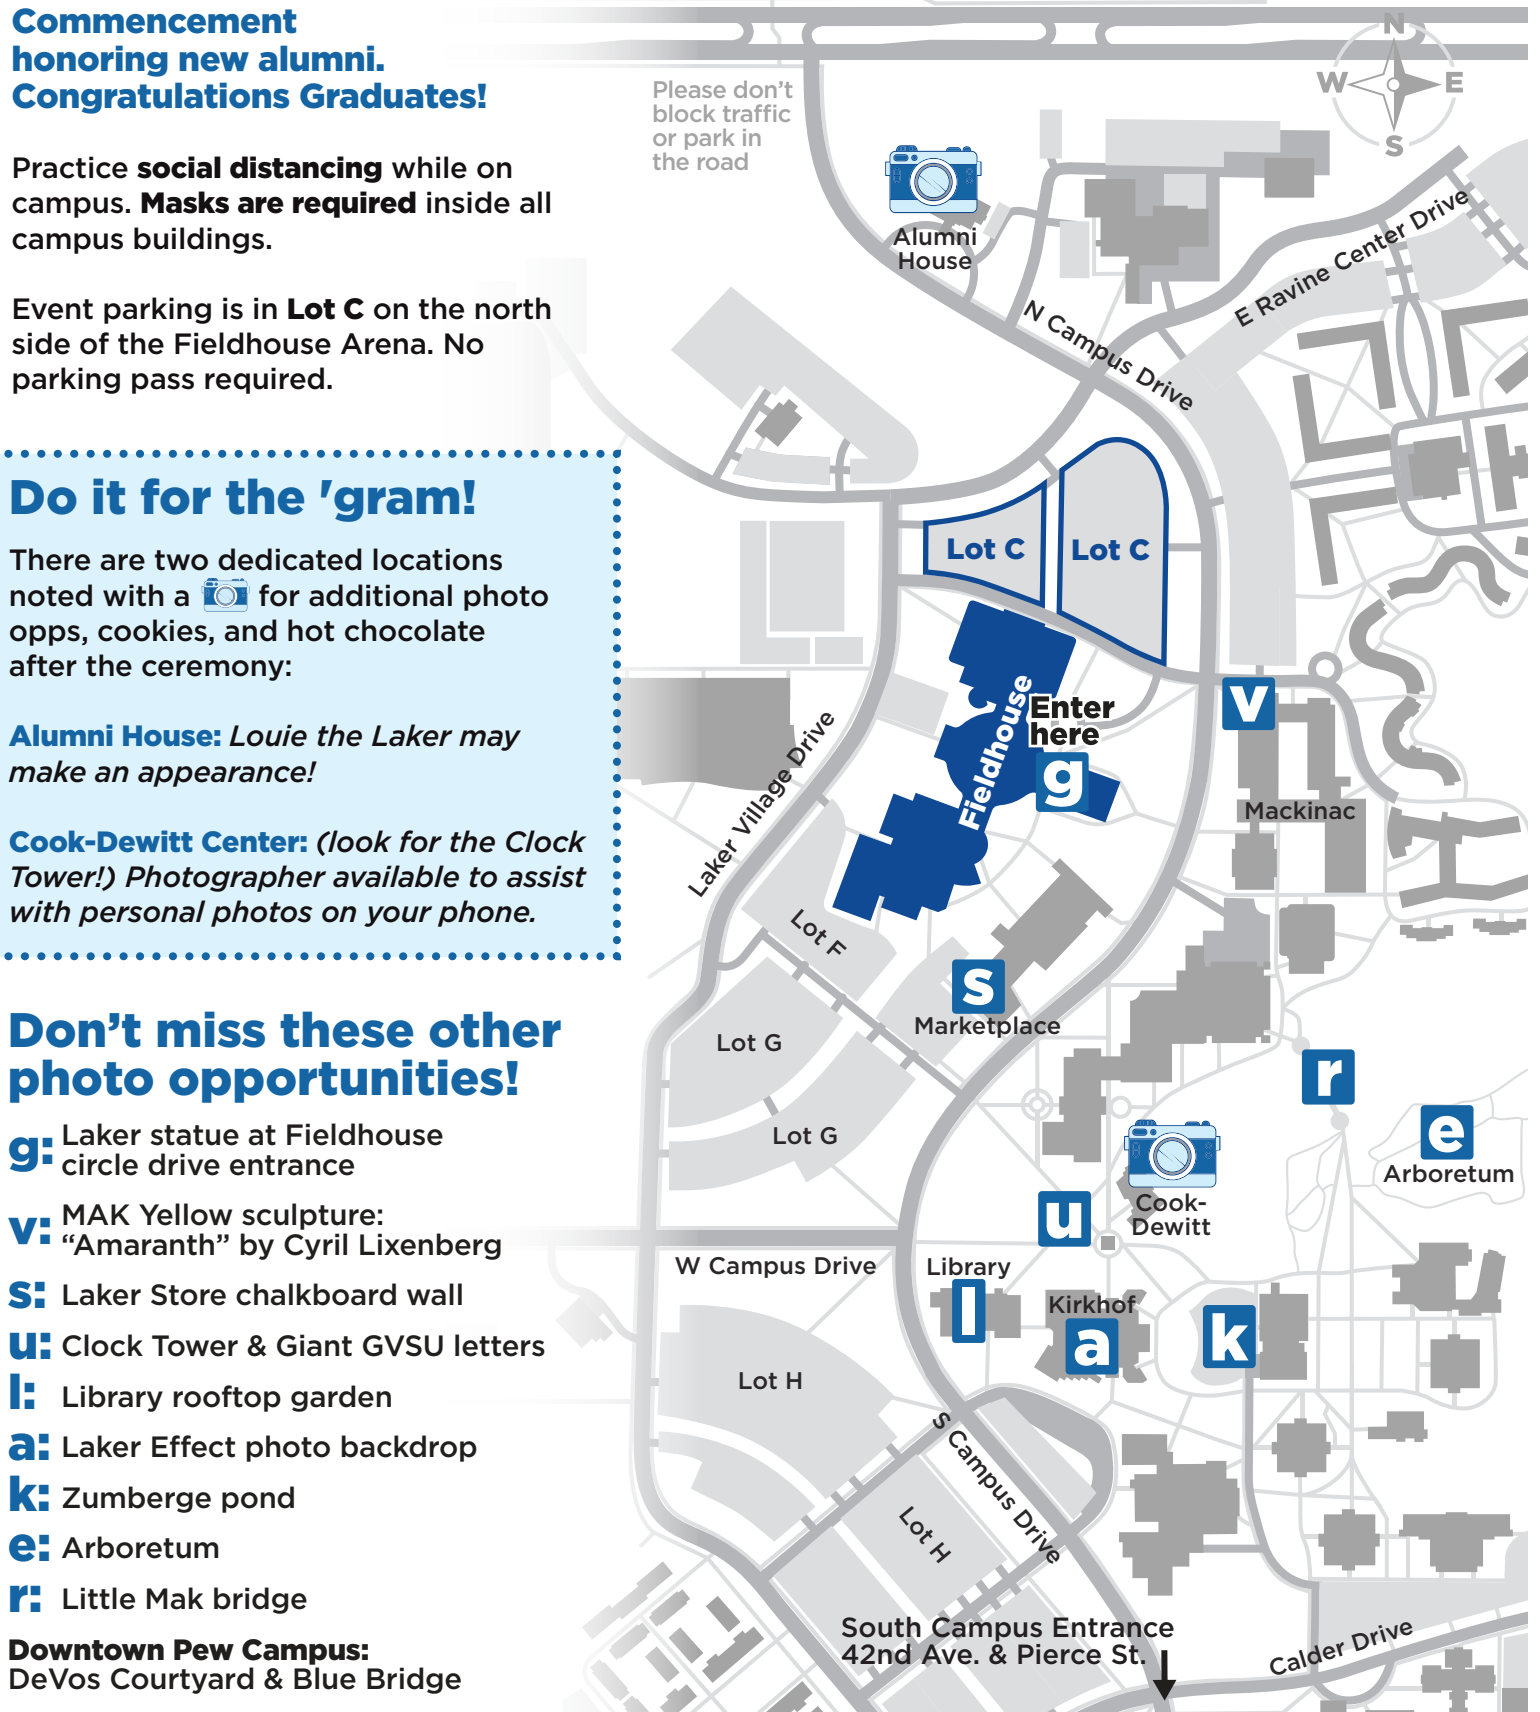 Commencement
honoring new alumni.
Congratulations Graduates!
Practice social distancing while on
campus. Masks are required inside all
campus buildings.
Event parking is in Lot C on the north
side of the Fieldhouse Arena. No
parking pass required.
Do it for the 'gram!
There are two dedicated locations
noted with a for additional photo
opps, cookies, and hot chocolate
after the ceremony:
Alumni House: Louie the Laker may
make an appearance!
Cook-Dewitt Center: (look for the Clock
Tower!) Photographer available to assist
with personal photos on your phone.
Don't miss these other
photo opportunities!
g: Laker statue at Fieldhouse
circle drive entrance
v: MAK Yellow sculpture:
“Amaranth” by Cyril Lixenberg
s: Laker Store chalkboard wall
u: Clock Tower & Giant GVSU letters
l: Library rooftop garden
a: Laker Effect photo backdrop
k: Zumberge pond
e: Arboretum
r: Little Mak bridge
Downtown Pew Campus:
DeVos Courtyard & Blue Bridge
Please don't
block traffic
or park in
the road
N
W E
S
Alumni
House
E Ravine Center Drive
N Campus Drive
Lot C
Lot C
Fieldhouse
Enter
here
g
v
Mackinac
Laker Village Drive
Lot F
s
Marketplace
Lot G
Lot G
r
e
Arboretum
Cook-
Dewitt
u
W Campus Drive
Library
l
Kirkhof
a
k
Lot H
S Campus Drive
Lot H
South Campus Entrance
42nd Ave. & Pierce St.
Calder Drive